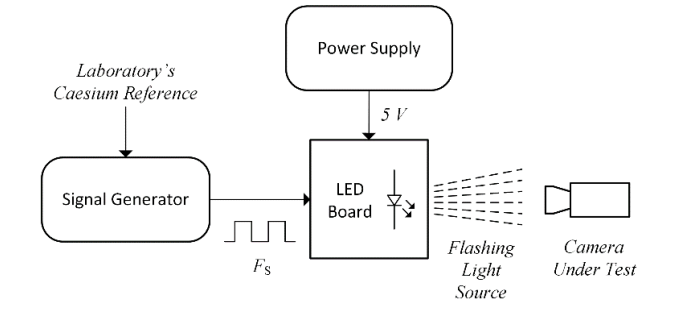 Power Supply
Laboratory's
Caesium Reference
5 V
Signal Generator
LED
Board
F_S
Flashing
Light
Source
Camera
Under Test